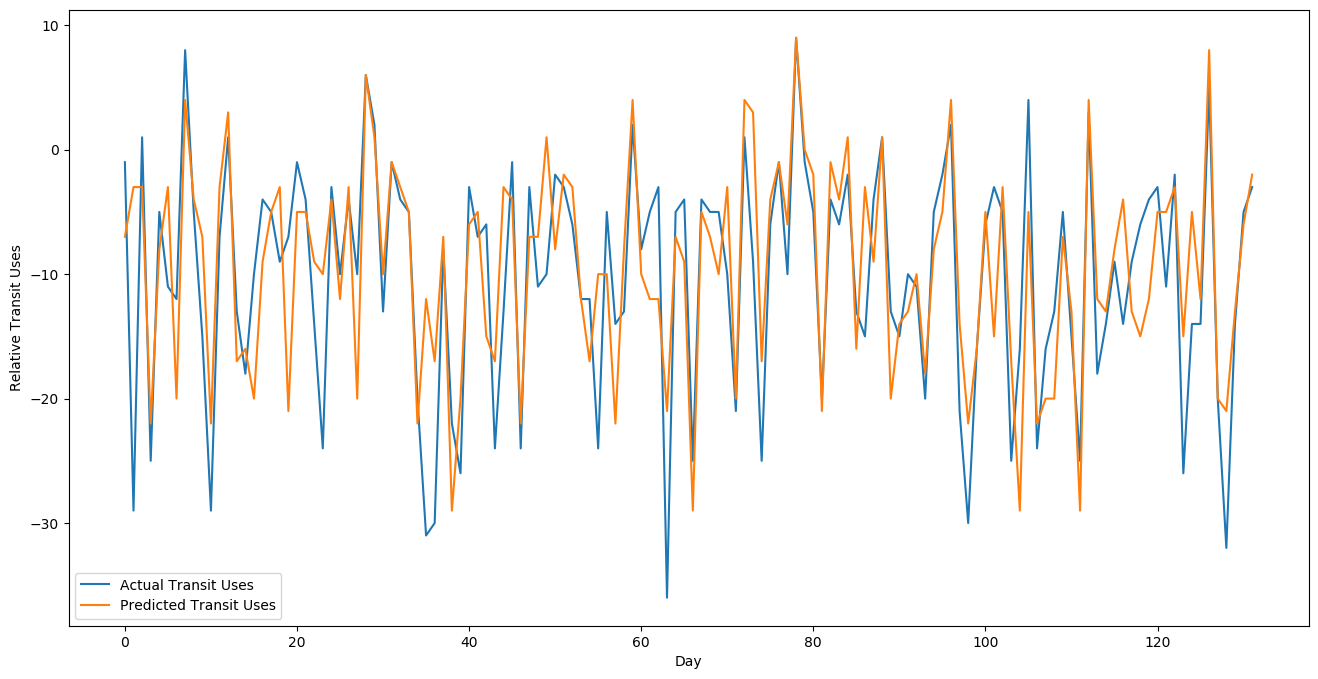 10
0
−10
−20
−30
Relative Transit Uses
Actual Transit Uses
Predicted Transit Uses
0 20 40 60 80 100 120
Day